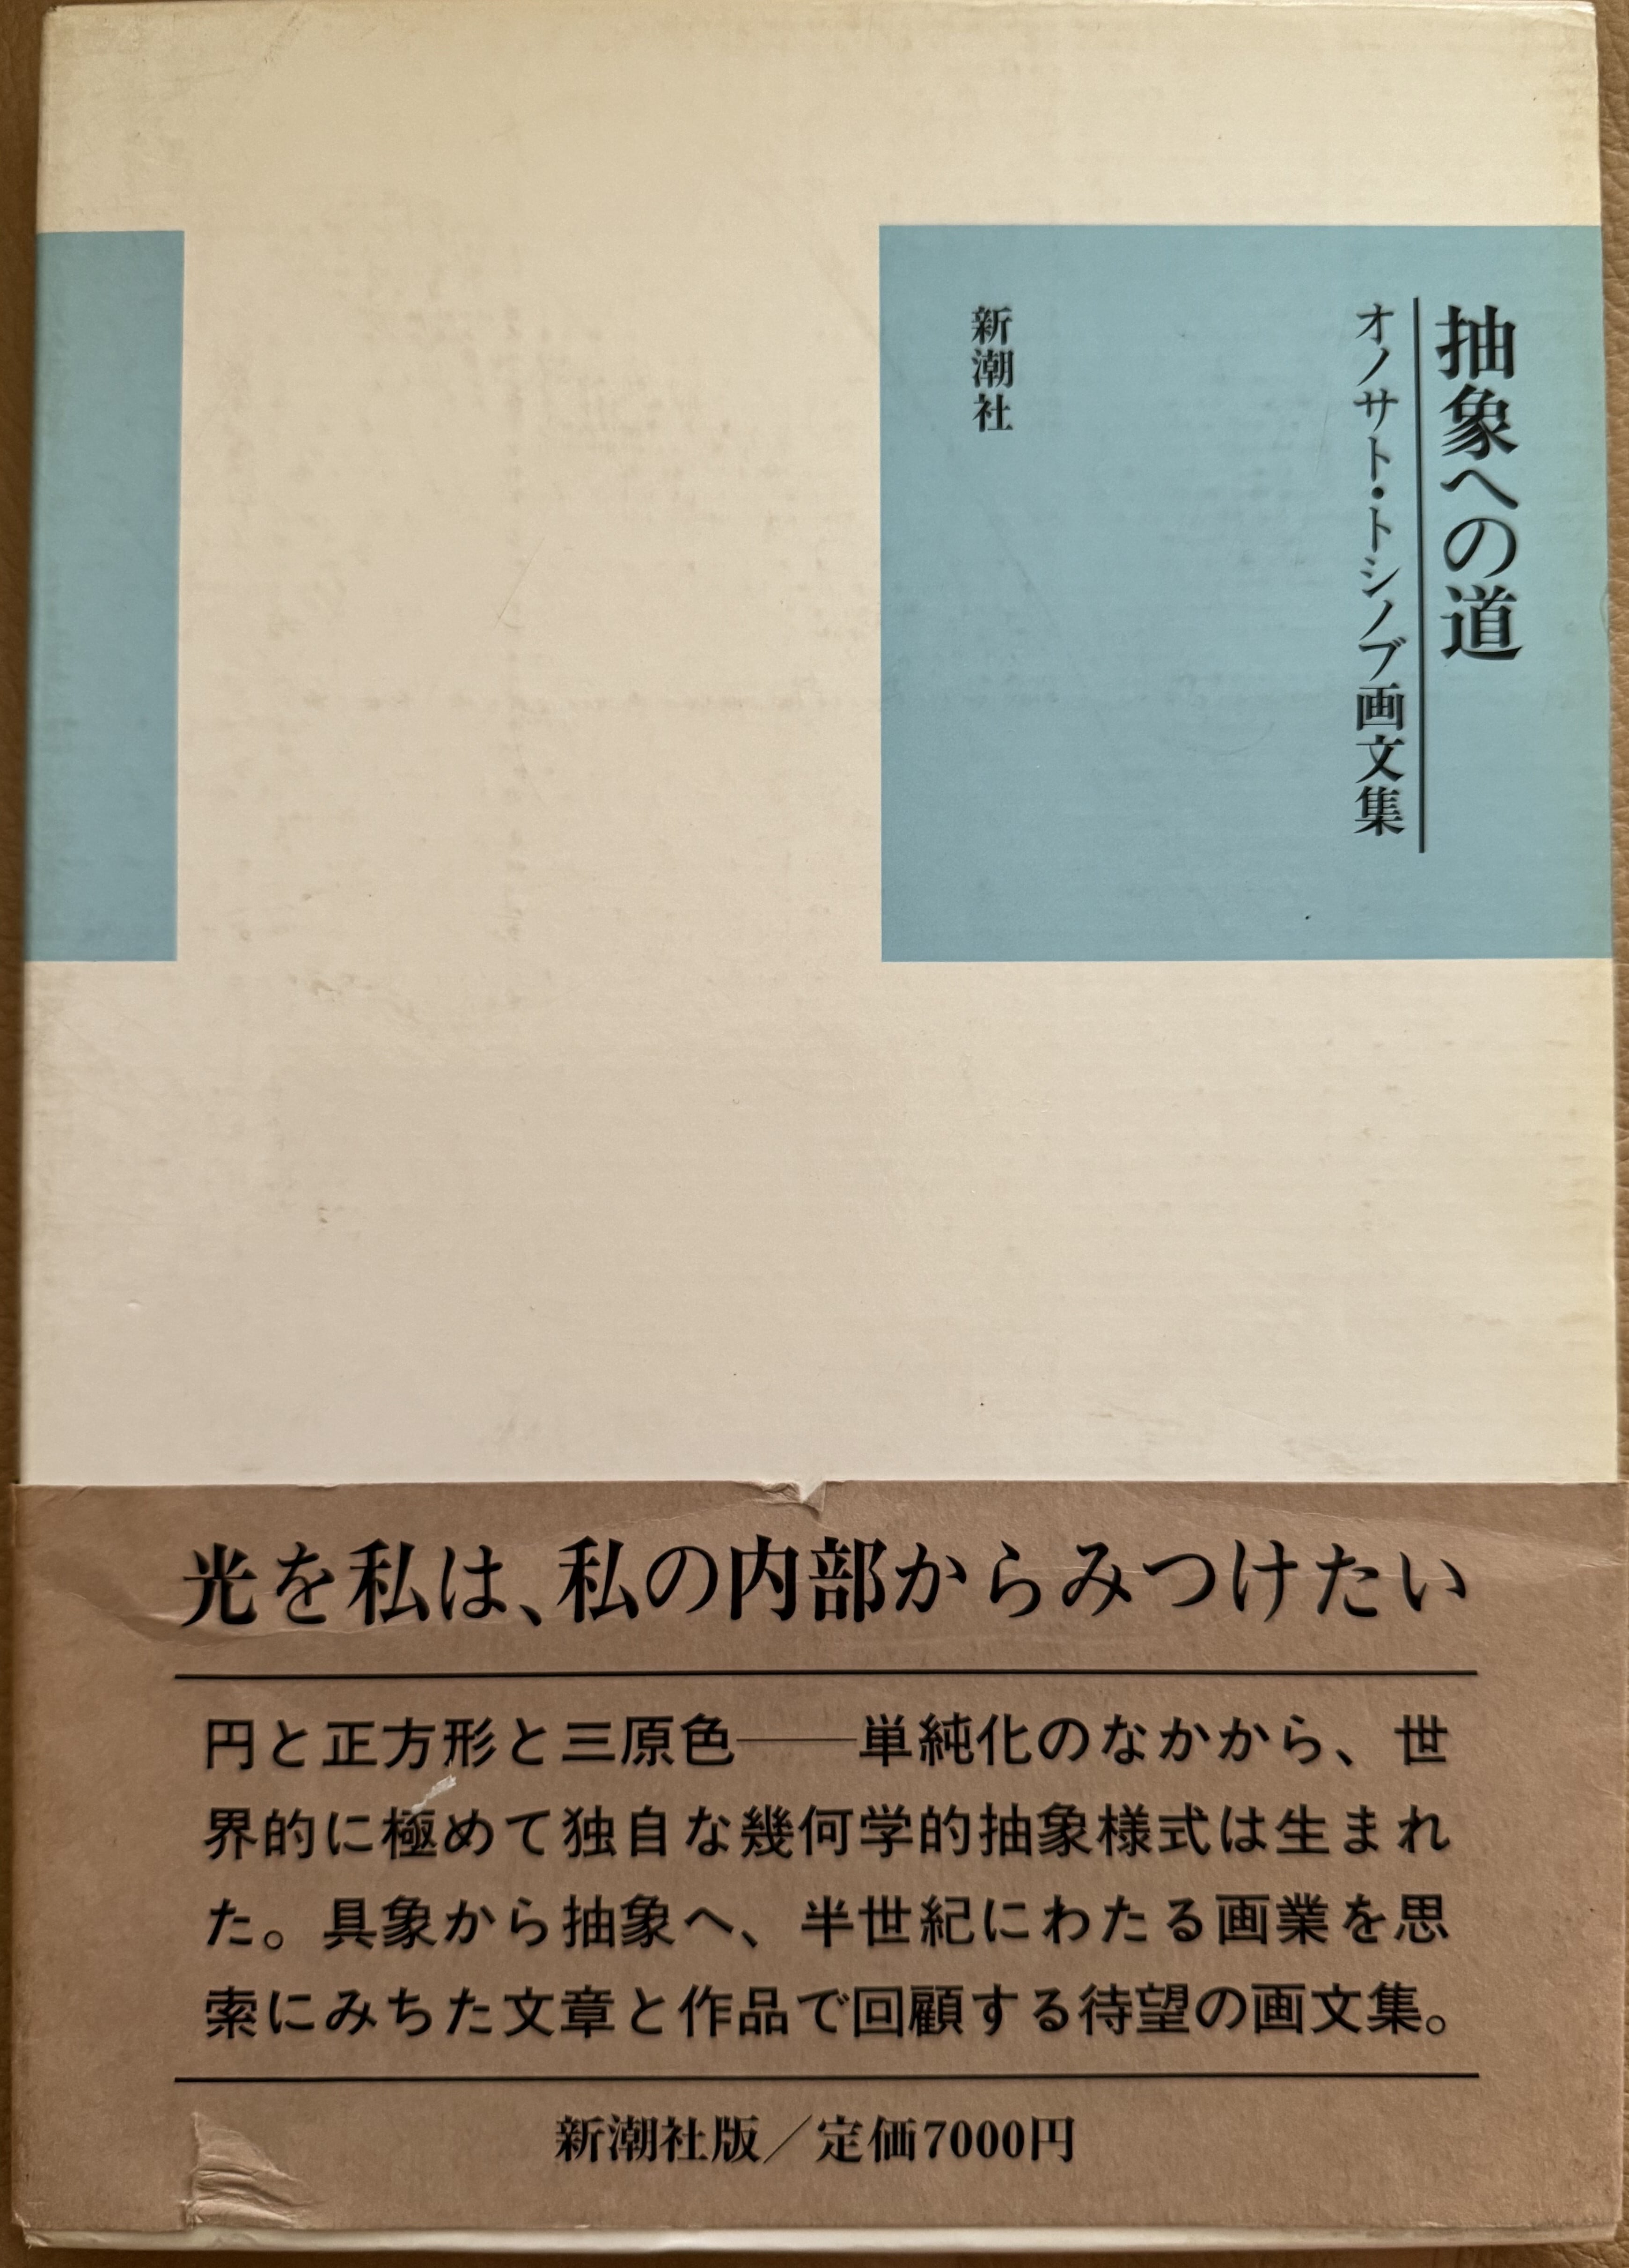 抽象への道
オノサト・トシノブ画文集
新潮社
光を私は、私の内部からみつけたい
円と正方形と三原色――単純化のなかから、世
界的に極めて独自な幾何学的抽象様式は生まれ
た。具象から抽象へ、半世紀にわたる画業を思
索にみちた文章と作品で回顧する待望の画文集。
新潮社版／定価7000円